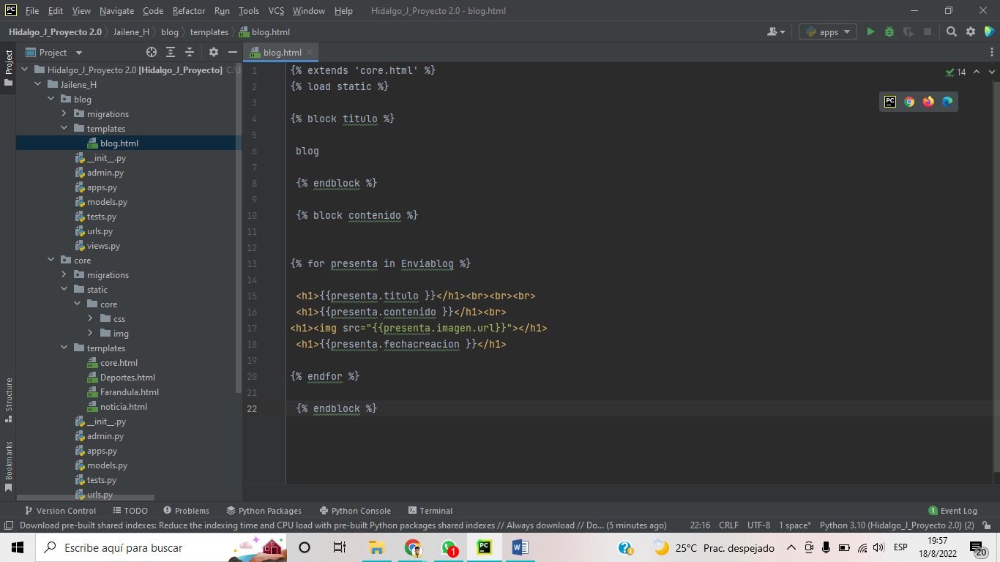 PC File Edit View Navigate Code Refactor Run Tools VCS Window Help Hidalgo_J_Proyecto 2.0 - blog.html
Hidalgo_J_Proyecto 2.0 Jailene_H blog templates blog.html apps
Project
Project
blog.html
Hidalgo_J_Proyecto 2.0 [Hidalgo_J_Proyecto]
Jailene_H
blog
migrations
templates
blog.html
__init__.py
admin.py
apps.py
models.py
tests.py
urls.py
views.py
core
migrations
static
core
css
img
templates
core.html
Deportes.html
Farandula.html
noticia.html
__init__.py
admin.py
apps.py
models.py
tests.py
urls.py
Structure
Bookmarks
14
PC
1 {% extends 'core.html' %}
2 {% load static %}
3
4 {% block titulo %}
5
6 blog
7
8 {% endblock %}
9
10 {% block contenido %}
11
12
13 {% for presenta in Enviablog %}
14
15 <h1>{{presenta.titulo }}</h1><br><br><br>
16 <h1>{{presenta.contenido }}</h1><br>
17 <h1><img src="{{presenta.imagen.url}}"></h1>
18 <h1>{{presenta.fechacreacion }}</h1>
19
20 {% endfor %}
21
22 {% endblock %}
Version Control TODO Problems Python Packages Python Console Terminal 1 Event Log
Download pre-built shared indexes: Reduce the indexing time and CPU load with pre-built Python packages shared indexes // Always download // Do... (5 minutes ago) 22:16 CRLF UTF-8 1 space* Python 3.10 (Hidalgo_J_Proyecto 2.0) (2)
Escribe aquí para buscar 1 PC W 25°C Prac. despejado ESP 19:57
18/8/2022 20